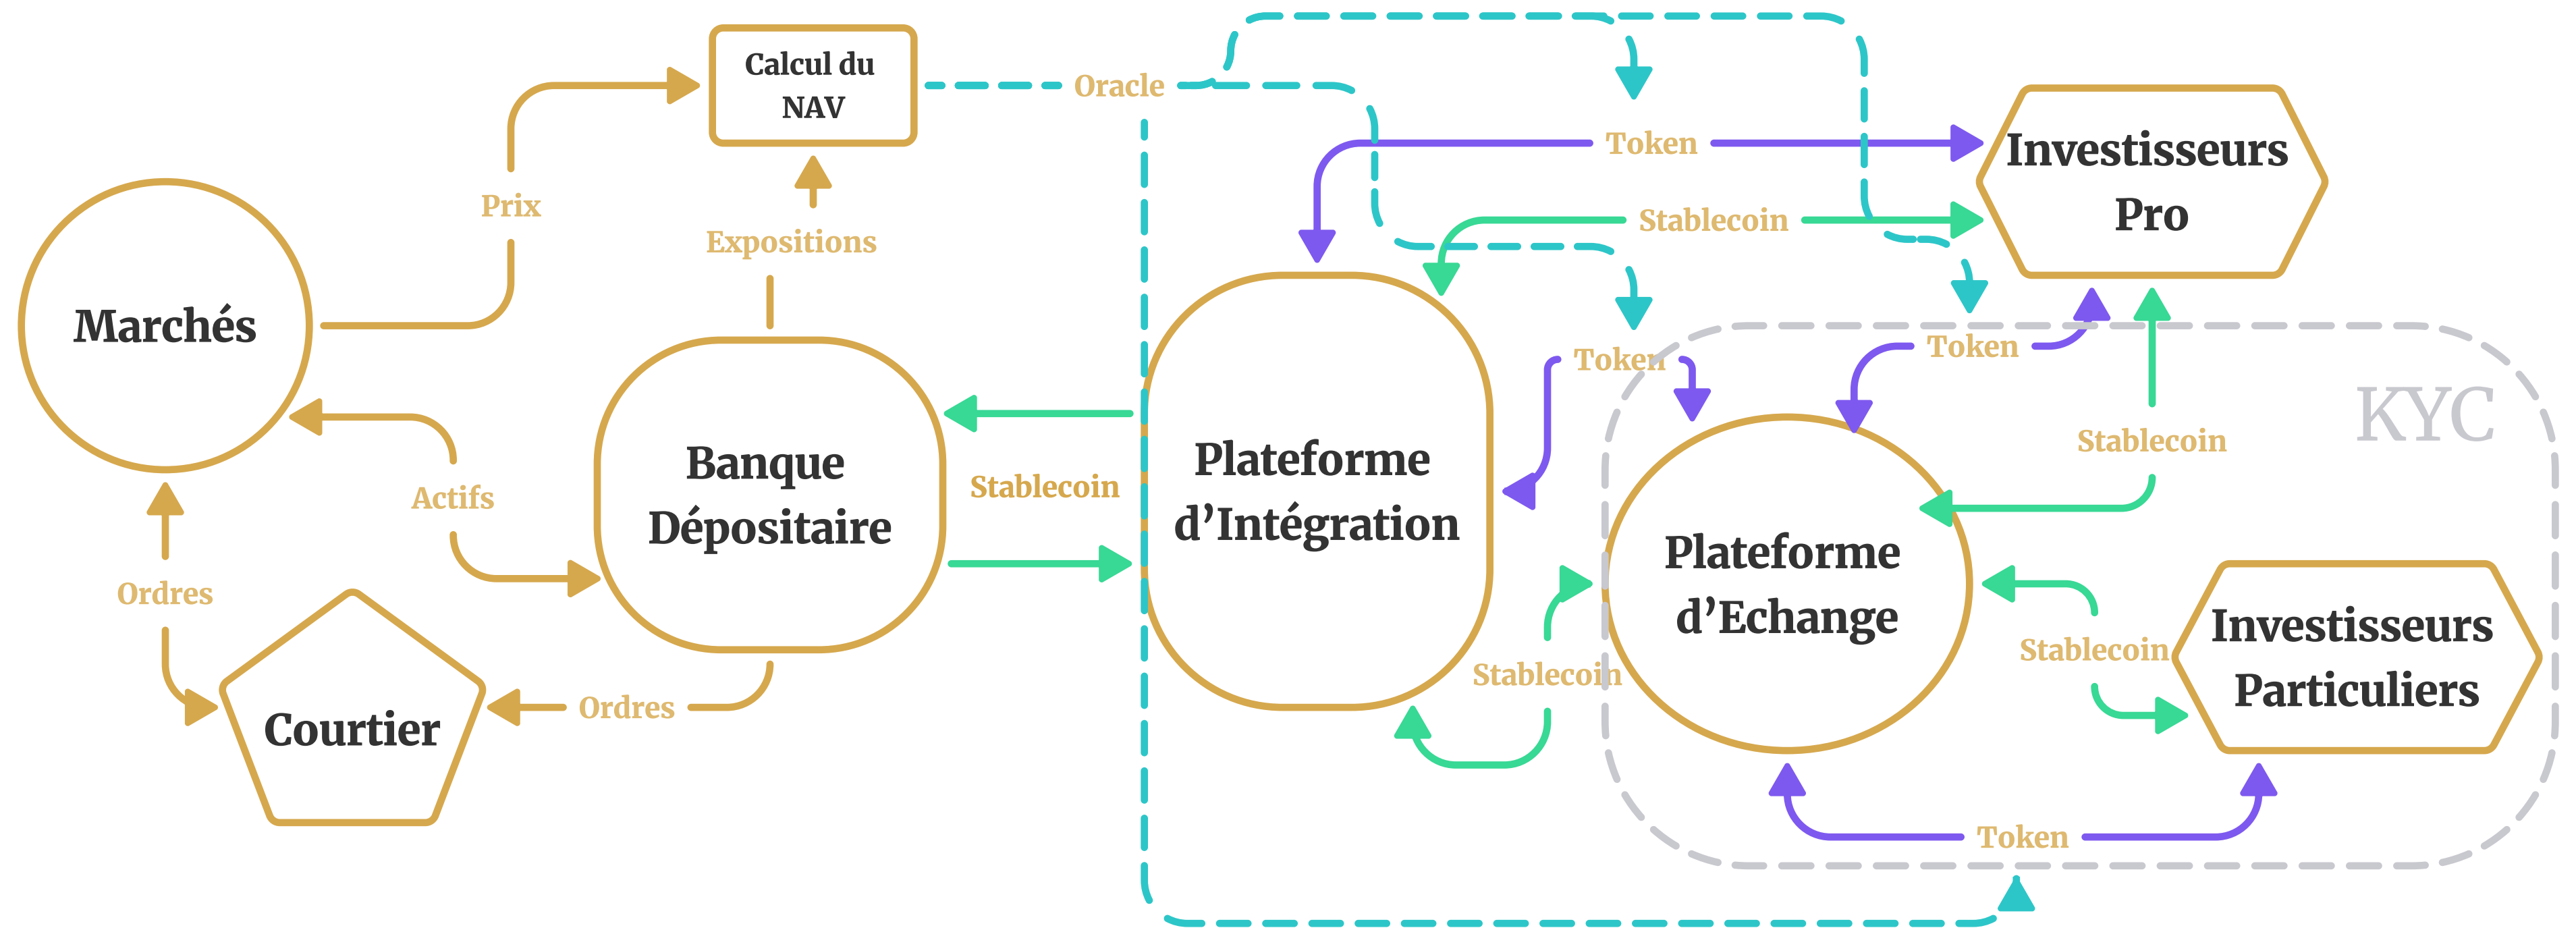 Calcul du
NAV
Oracle
Token
Investisseurs
Pro
Prix
Stablecoin
Expositions
Marchés
Token
Token
KYC
Stablecoin
Banque
Dépositaire
Actifs
Stablecoin
Plateforme
d’Intégration
Plateforme
d’Echange
Ordres
Investisseurs
Particuliers
Stablecoin
Stablecoin
Courtier
Ordres
Token